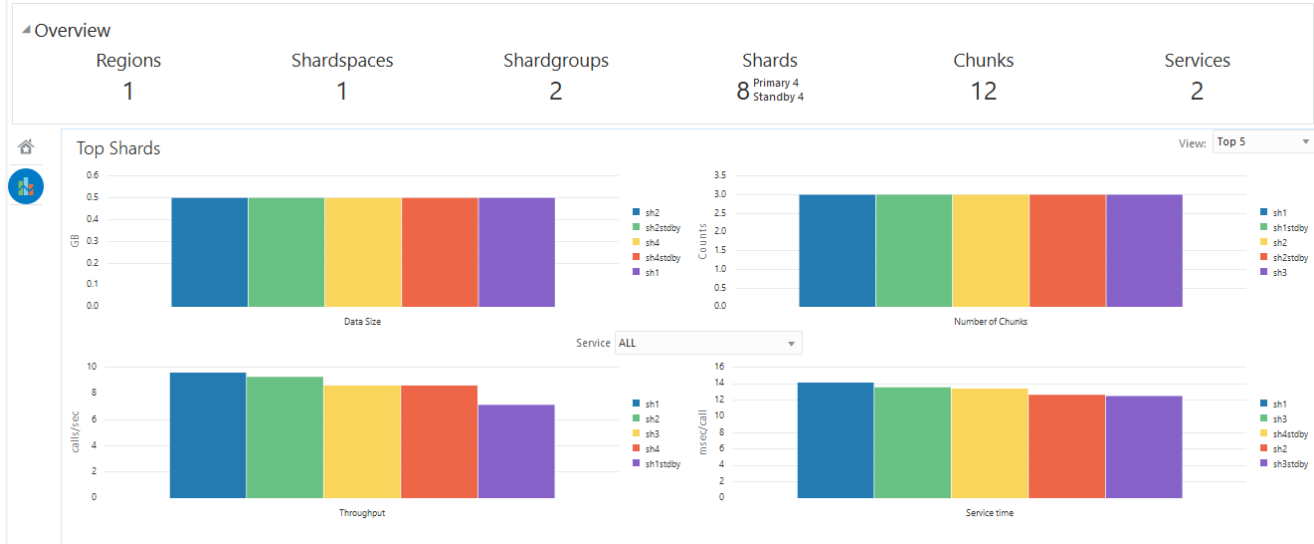 Overview
Regions Shardspaces Shardgroups Shards Chunks Services
1 1 2 8 Primary 4 Standby 4 12 2
Top Shards
View: Top 5
0.6
0.5
0.4
0.3
0.2
0.1
0.0
GB
Data Size
sh2
sh2stdby
sh4
sh4stdby
sh1
3.5
3.0
2.5
2.0
1.5
1.0
0.5
0.0
Counts
Number of Chunks
sh1
sh1stdby
sh2
sh2stdby
sh3
Service ALL
10
8
6
4
2
0
calls/sec
Throughput
sh1
sh2
sh3
sh4
sh1stdby
16
14
12
10
8
6
4
2
0
msec/call
Service time
sh1
sh3
sh4stdby
sh2
sh3stdby